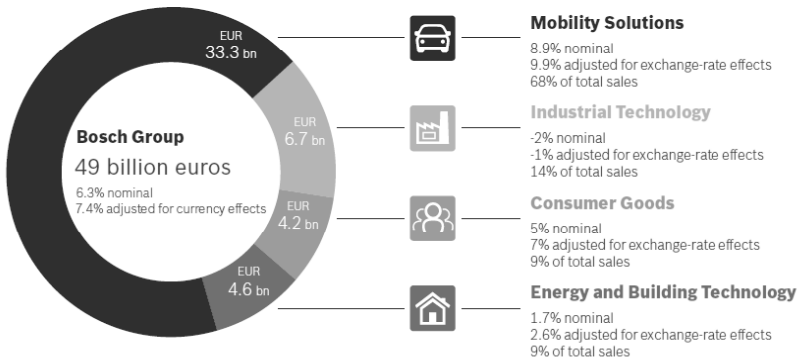 EUR
33.3 bn
EUR
6.7 bn
EUR
4.2 bn
EUR
4.6 bn
Bosch Group
49 billion euros
6.3% nominal
7.4% adjusted for currency effects
Mobility Solutions
8.9% nominal
9.9% adjusted for exchange-rate effects
68% of total sales
Industrial Technology
-2% nominal
-1% adjusted for exchange-rate effects
14% of total sales
Consumer Goods
5% nominal
7% adjusted for exchange-rate effects
9% of total sales
Energy and Building Technology
1.7% nominal
2.6% adjusted for exchange-rate effects
9% of total sales